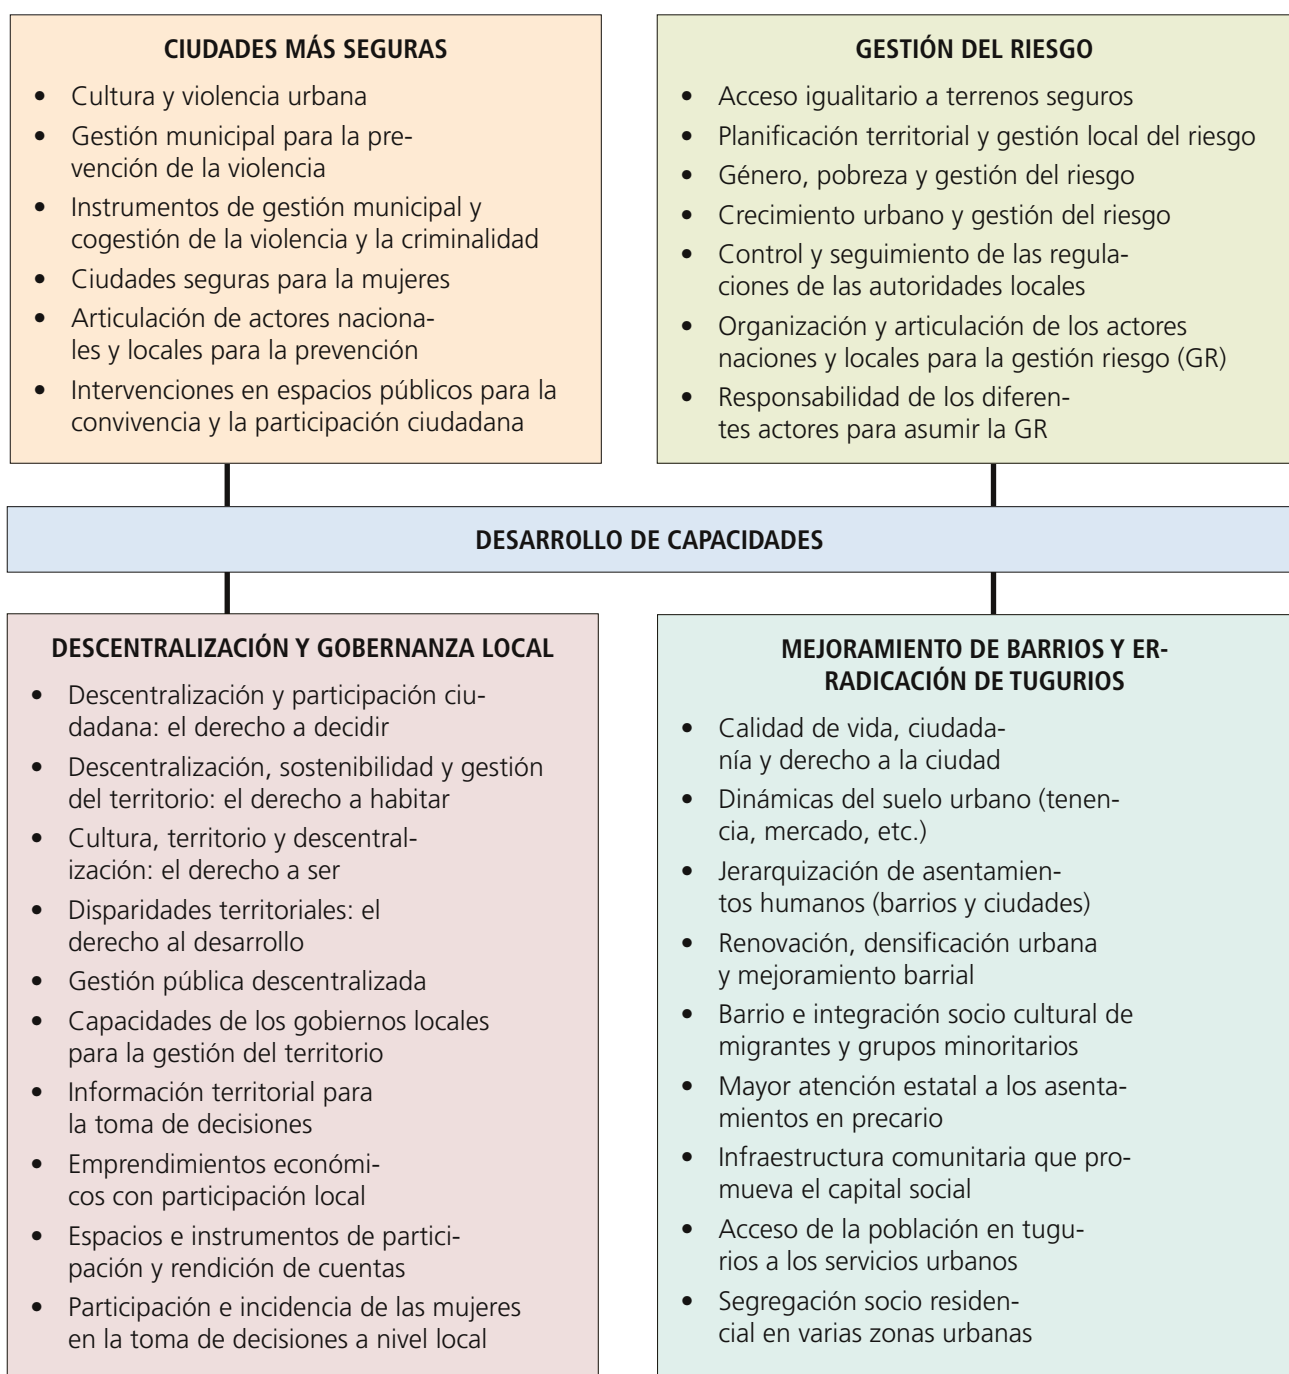 CIUDADES MÁS SEGURAS
• Cultura y violencia urbana
• Gestión municipal para la pre-
vención de la violencia
• Instrumentos de gestión municipal y
cogestión de la violencia y la criminalidad
• Ciudades seguras para la mujeres
• Articulación de actores naciona-
les y locales para la prevención
• Intervenciones en espacios públicos para la
convivencia y la participación ciudadana
GESTIÓN DEL RIESGO
• Acceso igualitario a terrenos seguros
• Planificación territorial y gestión local del riesgo
• Género, pobreza y gestión del riesgo
• Crecimiento urbano y gestión del riesgo
• Control y seguimiento de las regula-
ciones de las autoridades locales
• Organización y articulación de los actores
naciones y locales para la gestión riesgo (GR)
• Responsabilidad de los diferen-
tes actores para asumir la GR
DESARROLLO DE CAPACIDADES
DESCENTRALIZACIÓN Y GOBERNANZA LOCAL
• Descentralización y participación ciu-
dadana: el derecho a decidir
• Descentralización, sostenibilidad y gestión
del territorio: el derecho a habitar
• Cultura, territorio y descentral-
ización: el derecho a ser
• Disparidades territoriales: el
derecho al desarrollo
• Gestión pública descentralizada
• Capacidades de los gobiernos locales
para la gestión del territorio
• Información territorial para
la toma de decisiones
• Emprendimientos económi-
cos con participación local
• Espacios e instrumentos de partici-
pación y rendición de cuentas
• Participación e incidencia de las mujeres
en la toma de decisiones a nivel local
MEJORAMIENTO DE BARRIOS Y ER-
RADICACIÓN DE TUGURIOS
• Calidad de vida, ciudada-
nía y derecho a la ciudad
• Dinámicas del suelo urbano (tenen-
cia, mercado, etc.)
• Jerarquización de asentamien-
tos humanos (barrios y ciudades)
• Renovación, densificación urbana
y mejoramiento barrial
• Barrio e integración socio cultural de
migrantes y grupos minoritarios
• Mayor atención estatal a los asenta-
mientos en precario
• Infraestructura comunitaria que pro-
mueva el capital social
• Acceso de la población en tugu-
rios a los servicios urbanos
• Segregación socio residen-
cial en varias zonas urbanas